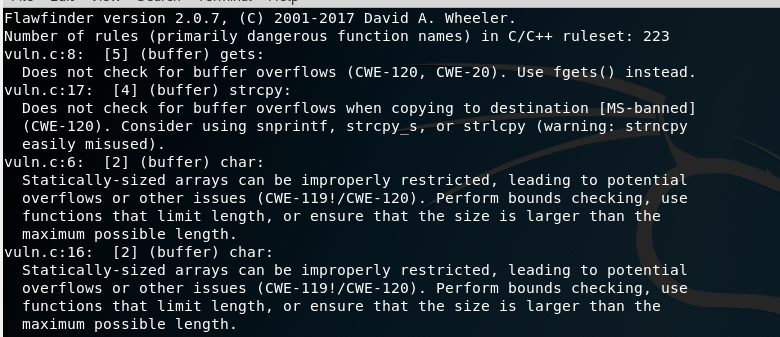 Flawfinder version 2.0.7, (C) 2001-2017 David A. Wheeler.
Number of rules (primarily dangerous function names) in C/C++ ruleset: 223
vuln.c:8:  [5] (buffer) gets:
  Does not check for buffer overflows (CWE-120, CWE-20). Use fgets() instead.
vuln.c:17:  [4] (buffer) strcpy:
  Does not check for buffer overflows when copying to destination [MS-banned]
  (CWE-120). Consider using snprintf, strcpy_s, or strlcpy (warning: strncpy
  easily misused).
vuln.c:6:  [2] (buffer) char:
  Statically-sized arrays can be improperly restricted, leading to potential
  overflows or other issues (CWE-119!/CWE-120). Perform bounds checking, use
  functions that limit length, or ensure that the size is larger than the
  maximum possible length.
vuln.c:16:  [2] (buffer) char:
  Statically-sized arrays can be improperly restricted, leading to potential
  overflows or other issues (CWE-119!/CWE-120). Perform bounds checking, use
  functions that limit length, or ensure that the size is larger than the
  maximum possible length.